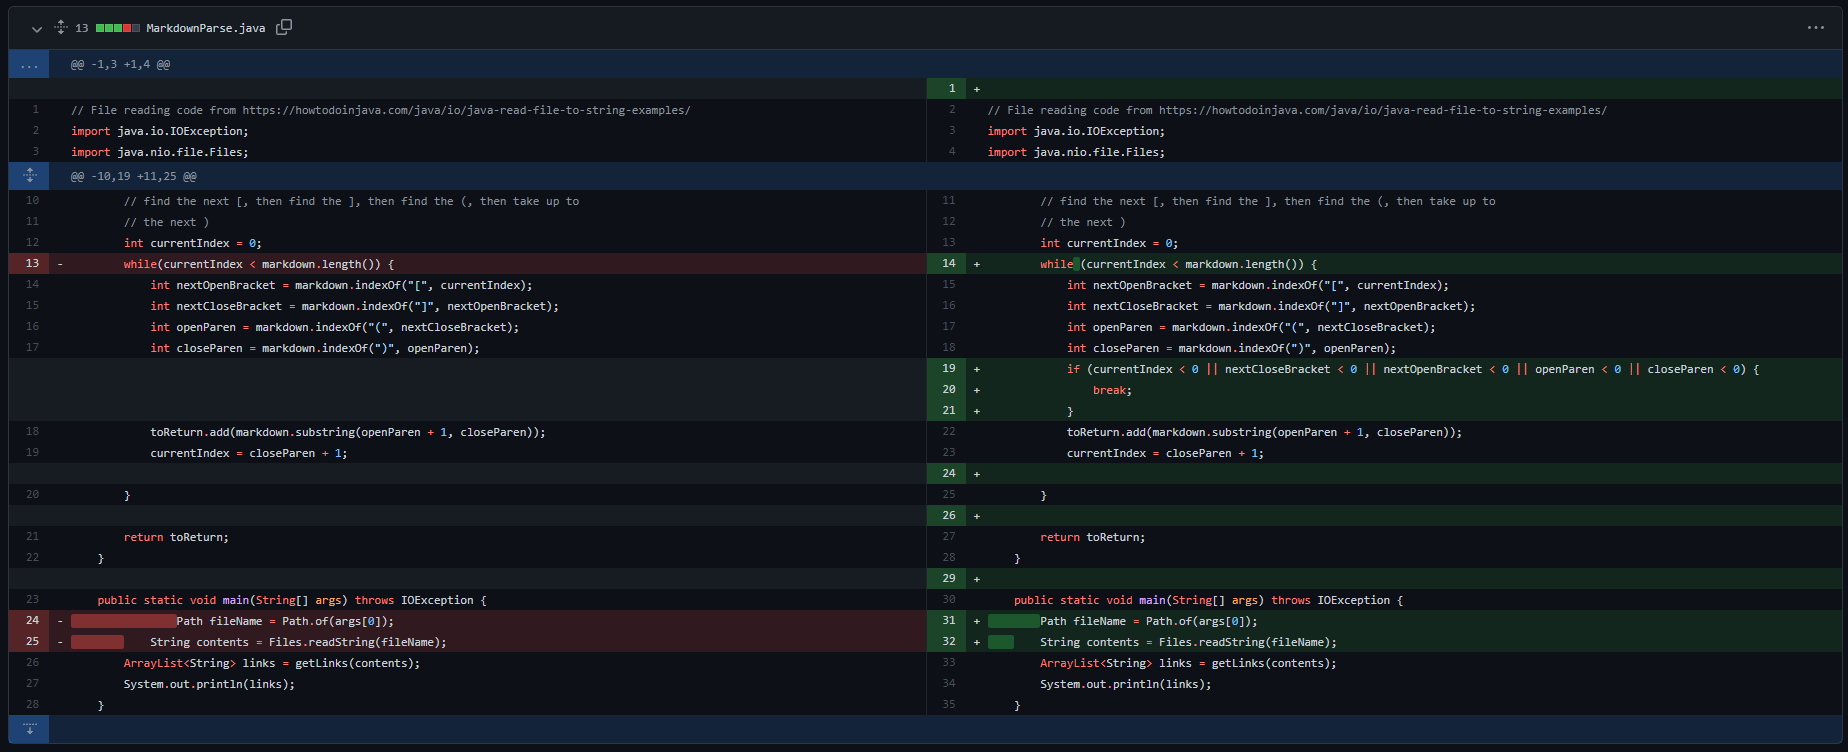 13 MarkdownParse.java
... @@ -1,3 +1,4 @@
1 +
1 // File reading code from https://howtodoinjava.com/java/io/java-read-file-to-string-examples/ 2 // File reading code from https://howtodoinjava.com/java/io/java-read-file-to-string-examples/
2 import java.io.IOException; 3 import java.io.IOException;
3 import java.nio.file.Files; 4 import java.nio.file.Files;
@@ -10,19 +11,25 @@
10 // find the next [, then find the ], then find the (, then take up to 11 // find the next [, then find the ], then find the (, then take up to
11 // the next ) 12 // the next )
12 int currentIndex = 0; 13 int currentIndex = 0;
13 - while(currentIndex < markdown.length()) { 14 + while (currentIndex < markdown.length()) {
14 int nextOpenBracket = markdown.indexOf("[", currentIndex); 15 int nextOpenBracket = markdown.indexOf("[", currentIndex);
15 int nextCloseBracket = markdown.indexOf("]", nextOpenBracket); 16 int nextCloseBracket = markdown.indexOf("]", nextOpenBracket);
16 int openParen = markdown.indexOf("(", nextCloseBracket); 17 int openParen = markdown.indexOf("(", nextCloseBracket);
17 int closeParen = markdown.indexOf(")", openParen); 18 int closeParen = markdown.indexOf(")", openParen);
19 + if (currentIndex < 0 || nextCloseBracket < 0 || nextOpenBracket < 0 || openParen < 0 || closeParen < 0) {
20 + break;
21 + }
18 toReturn.add(markdown.substring(openParen + 1, closeParen)); 22 toReturn.add(markdown.substring(openParen + 1, closeParen));
19 currentIndex = closeParen + 1; 23 currentIndex = closeParen + 1;
24 +
20 } 25 }
26 +
21 return toReturn; 27 return toReturn;
22 } 28 }
29 +
23 public static void main(String[] args) throws IOException { 30 public static void main(String[] args) throws IOException {
24 - Path fileName = Path.of(args[0]); 31 + Path fileName = Path.of(args[0]);
25 - String contents = Files.readString(fileName); 32 + String contents = Files.readString(fileName);
26 ArrayList<String> links = getLinks(contents); 33 ArrayList<String> links = getLinks(contents);
27 System.out.println(links); 34 System.out.println(links);
28 } 35 }